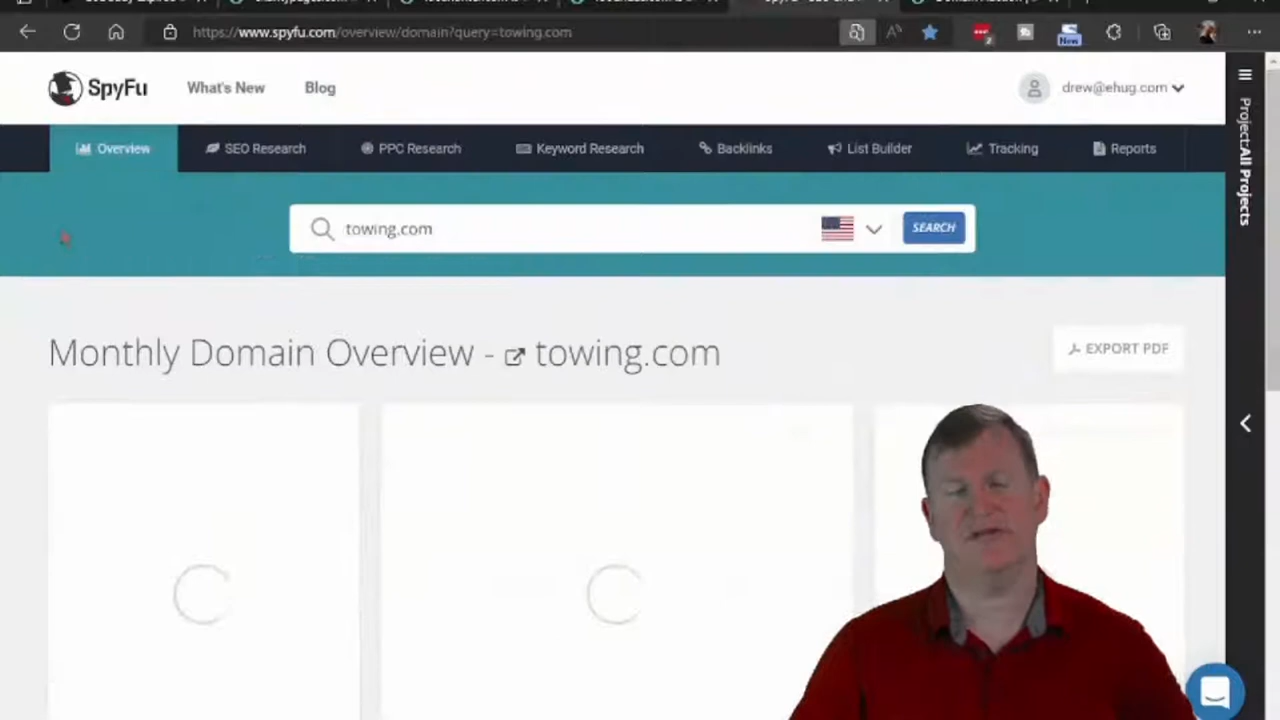 https://www.spyfu.com/overview/domain?query=towing.com
New
SpyFu
What's New
Blog
drew@ehug.com
Overview
SEO Research
PPC Research
Keyword Research
Backlinks
List Builder
Tracking
Reports
Project:All Projects
towing.com
SEARCH
Monthly Domain Overview - towing.com
EXPORT PDF